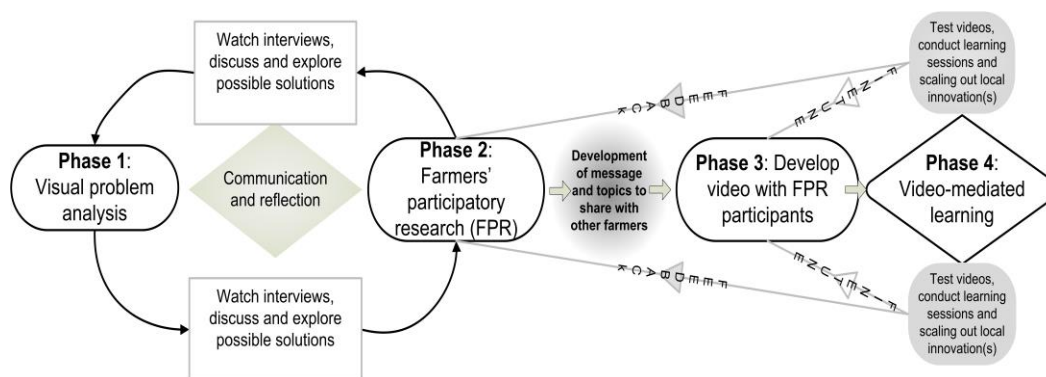 Watch interviews,
discuss and explore
possible solutions
Phase 1:
Visual problem
analysis
Communication
and reflection
Watch interviews,
discuss and explore
possible solutions
Phase 2:
Farmers’
participatory
research (FPR)
Development
of message
and topics to
share with
other farmers
FEEDBACK
FEEDBACK
Phase 3: Develop
video with FPR
participants
FINETUNE
FINETUNE
Test videos,
conduct learning
sessions and
scaling out local
innovation(s)
Phase 4:
Video-mediated
learning
Test videos,
conduct learning
sessions and
scaling out local
innovation(s)